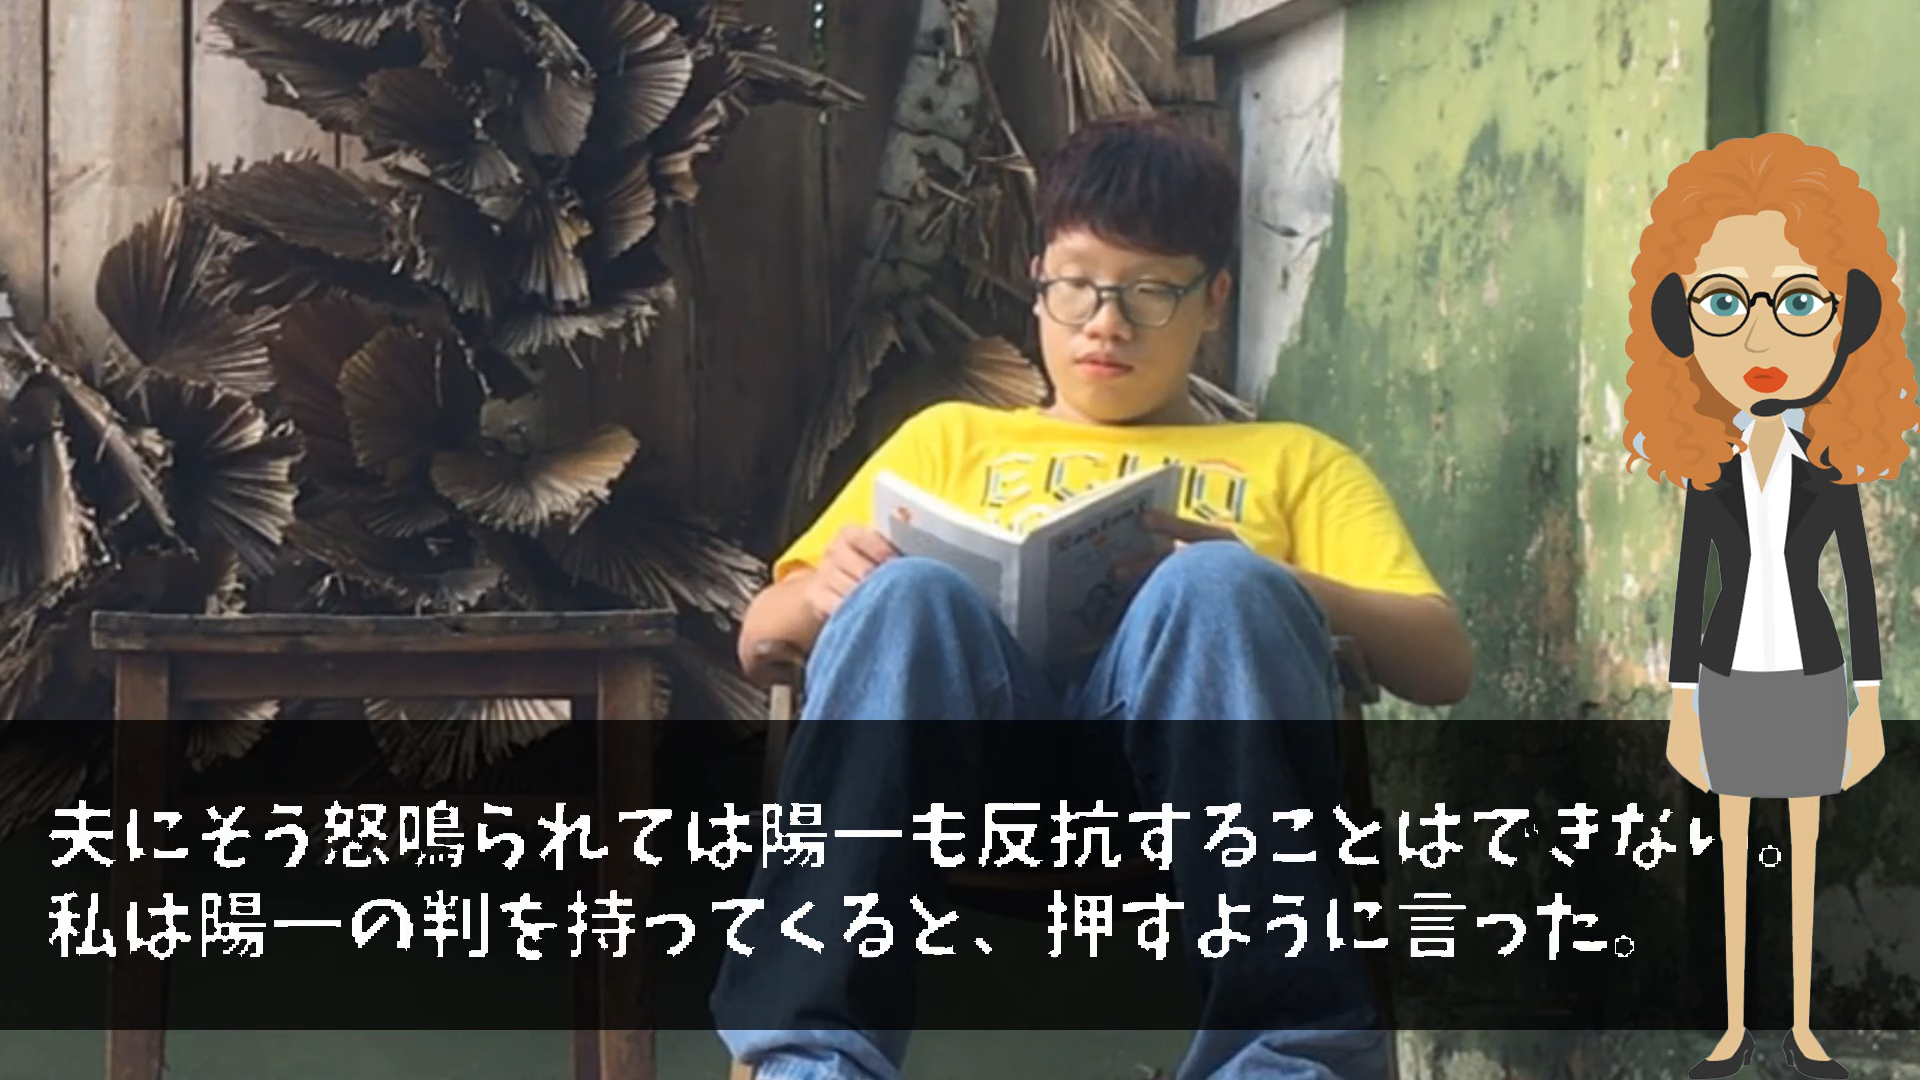 ECHO
夫にそう怒鳴られては陽一も反抗することはできない。
私は陽一の判を持ってくると、押すように言った。